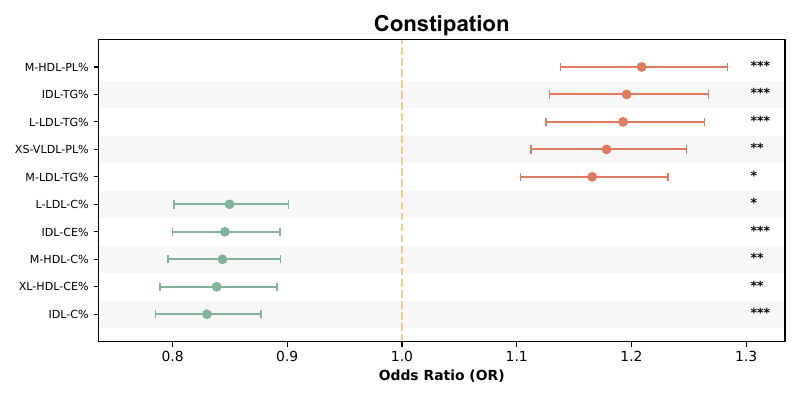 Constipation
M-HDL-PL% ***
IDL-TG% ***
L-LDL-TG% ***
XS-VLDL-PL% **
M-LDL-TG% *
L-LDL-C% *
IDL-CE% ***
M-HDL-C% **
XL-HDL-CE% **
IDL-C% ***
0.8 0.9 1.0 1.1 1.2 1.3
Odds Ratio (OR)